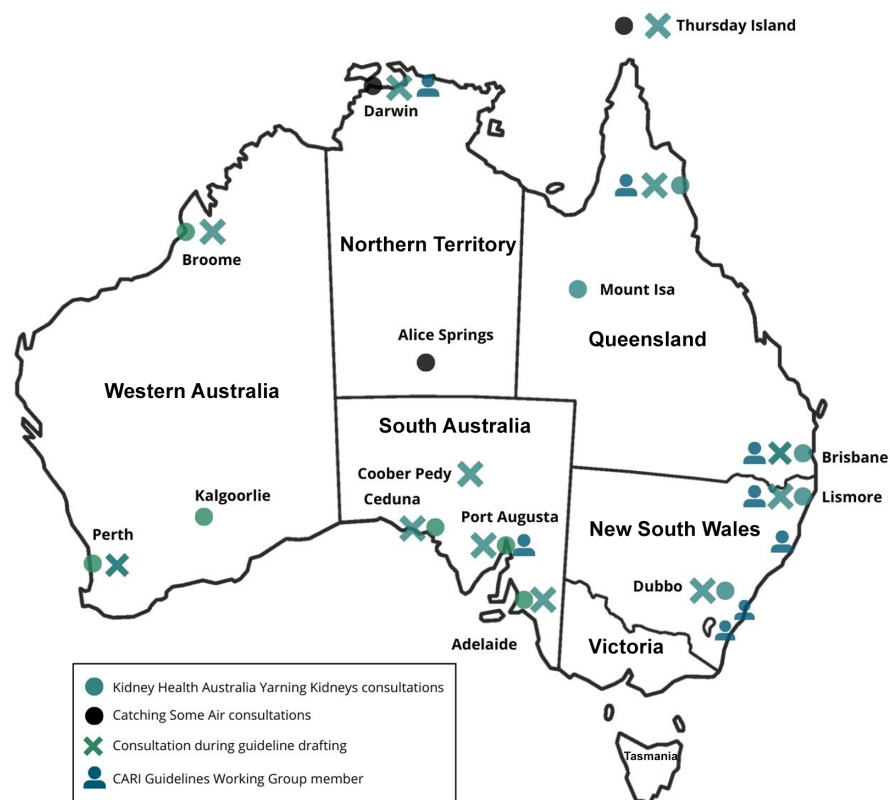 Thursday Island
Darwin
Northern Territory
Broome
Mount Isa
Alice Springs
Queensland
Western Australia
South Australia
Coober Pedy
Brisbane
Ceduna
Kalgoorlie
Lismore
Port Augusta
New South Wales
Perth
Dubbo
Adelaide
Victoria
Kidney Health Australia Yarning Kidneys consultations
Catching Some Air consultations
Consultation during guideline drafting
CARI Guidelines Working Group member
Tasmania